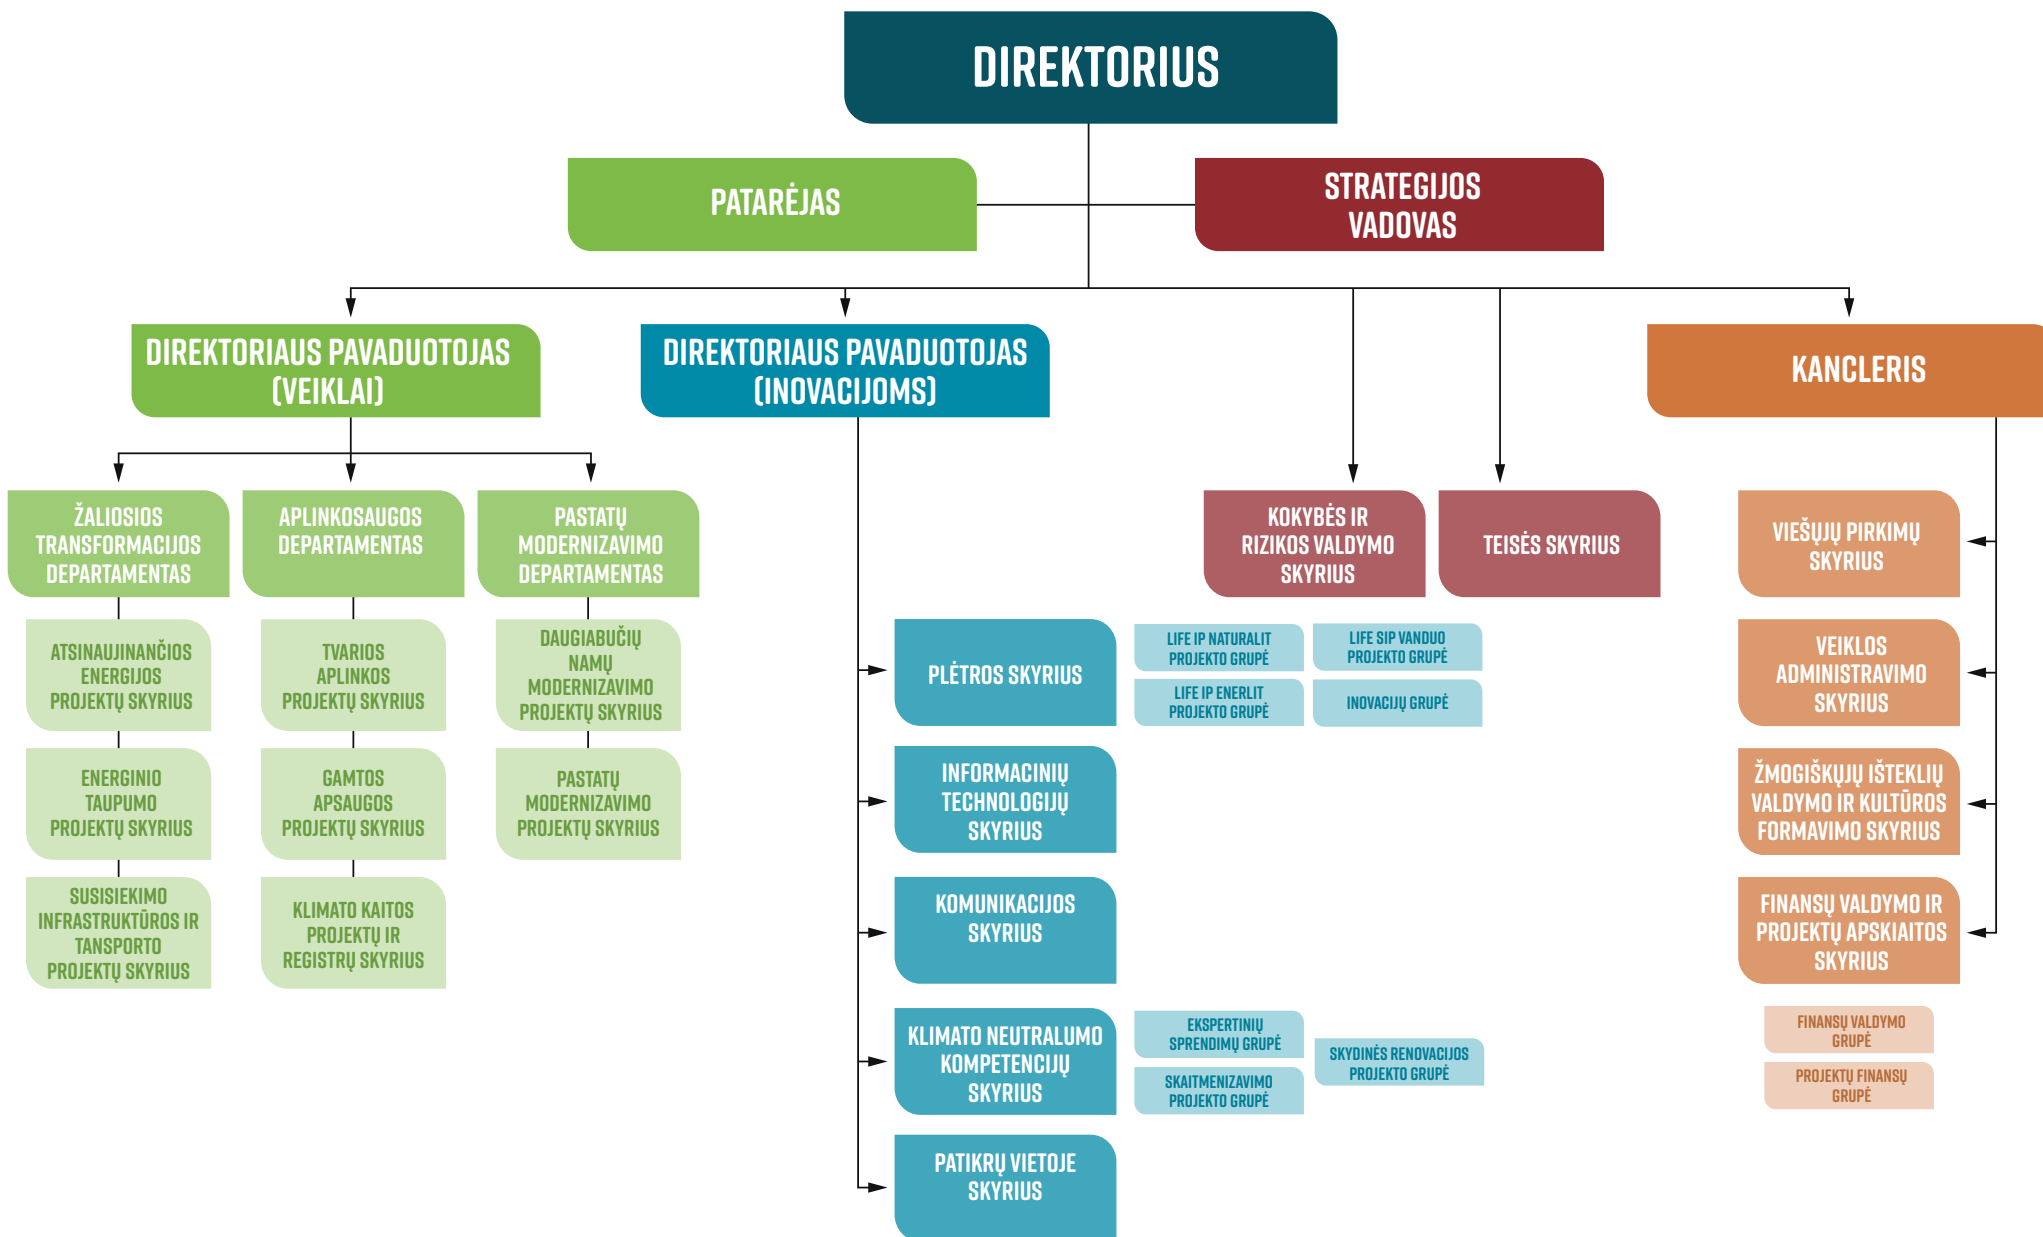 DIREKTORIUS
PATARĖJAS
STRATEGIJOS
VADOVAS
DIREKTORIAUS PAVADUOTOJAS
(VEIKLAI)
DIREKTORIAUS PAVADUOTOJAS
(INOVACIJOMS)
KANCLERIS
ŽALIOSIOS
TRANSFORMACIJOS
DEPARTAMENTAS
APLINKOSAUGOS
DEPARTAMENTAS
PASTATŲ
MODERNIZAVIMO
DEPARTAMENTAS
KOKYBĖS IR
RIZIKOS VALDYMO
SKYRIUS
TEISĖS SKYRIUS
VIEŠŲJŲ PIRKIMŲ
SKYRIUS
ATSINAUJINANČIOS
ENERGIJOS
PROJEKTŲ SKYRIUS
TVARIOS
APLINKOS
PROJEKTŲ SKYRIUS
DAUGIABUČIŲ
NAMŲ
MODERNIZAVIMO
PROJEKTŲ SKYRIUS
PLĖTROS SKYRIUS
LIFE IP NATURALIT
PROJEKTO GRUPĖ
LIFE SIP VANDUO
PROJEKTO GRUPĖ
LIFE IP ENERLIT
PROJEKTO GRUPĖ
INOVACIJŲ GRUPĖ
VEIKLOS
ADMINISTRAVIMO
SKYRIUS
ENERGINIO
TAUPUMO
PROJEKTŲ SKYRIUS
GAMTOS
APSAUGOS
PROJEKTŲ SKYRIUS
PASTATŲ
MODERNIZAVIMO
PROJEKTŲ SKYRIUS
INFORMACINIŲ
TECHNOLOGIJŲ
SKYRIUS
ŽMOGIŠKŲJŲ IŠTEKLIŲ
VALDYMO IR KULTŪROS
FORMAVIMO SKYRIUS
SUSISIEKIMO
INFRASTRUKTŪROS IR
TANSPORTO
PROJEKTŲ SKYRIUS
KLIMATO KAITOS
PROJEKTŲ IR
REGISTRŲ SKYRIUS
KOMUNIKACIJOS
SKYRIUS
FINANSŲ VALDYMO IR
PROJEKTŲ APSKIAITOS
SKYRIUS
KLIMATO NEUTRALUMO
KOMPETENCIJŲ
SKYRIUS
EKSPERTINIŲ
SPRENDIMŲ GRUPĖ
SKYDINĖS RENOVACIJOS
PROJEKTO GRUPĖ
SKAITMENIZAVIMO
PROJEKTO GRUPĖ
FINANSŲ VALDYMO
GRUPĖ
PROJEKTŲ FINANSŲ
GRUPĖ
PATIKRŲ VIETOJE
SKYRIUS